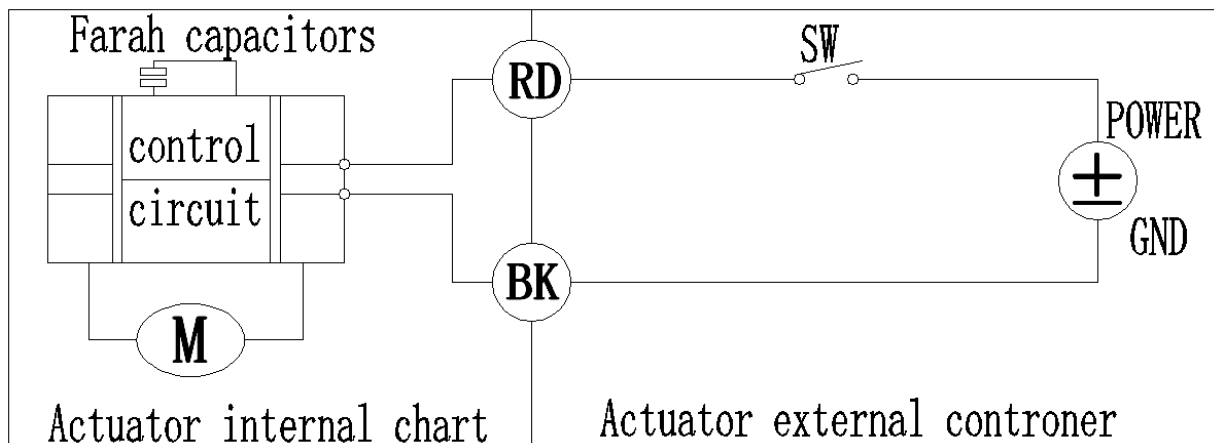 Farah capacitors
SW
RD
POWER
control
circuit
GND
BK
M
Actuator internal chart
Actuator external controner